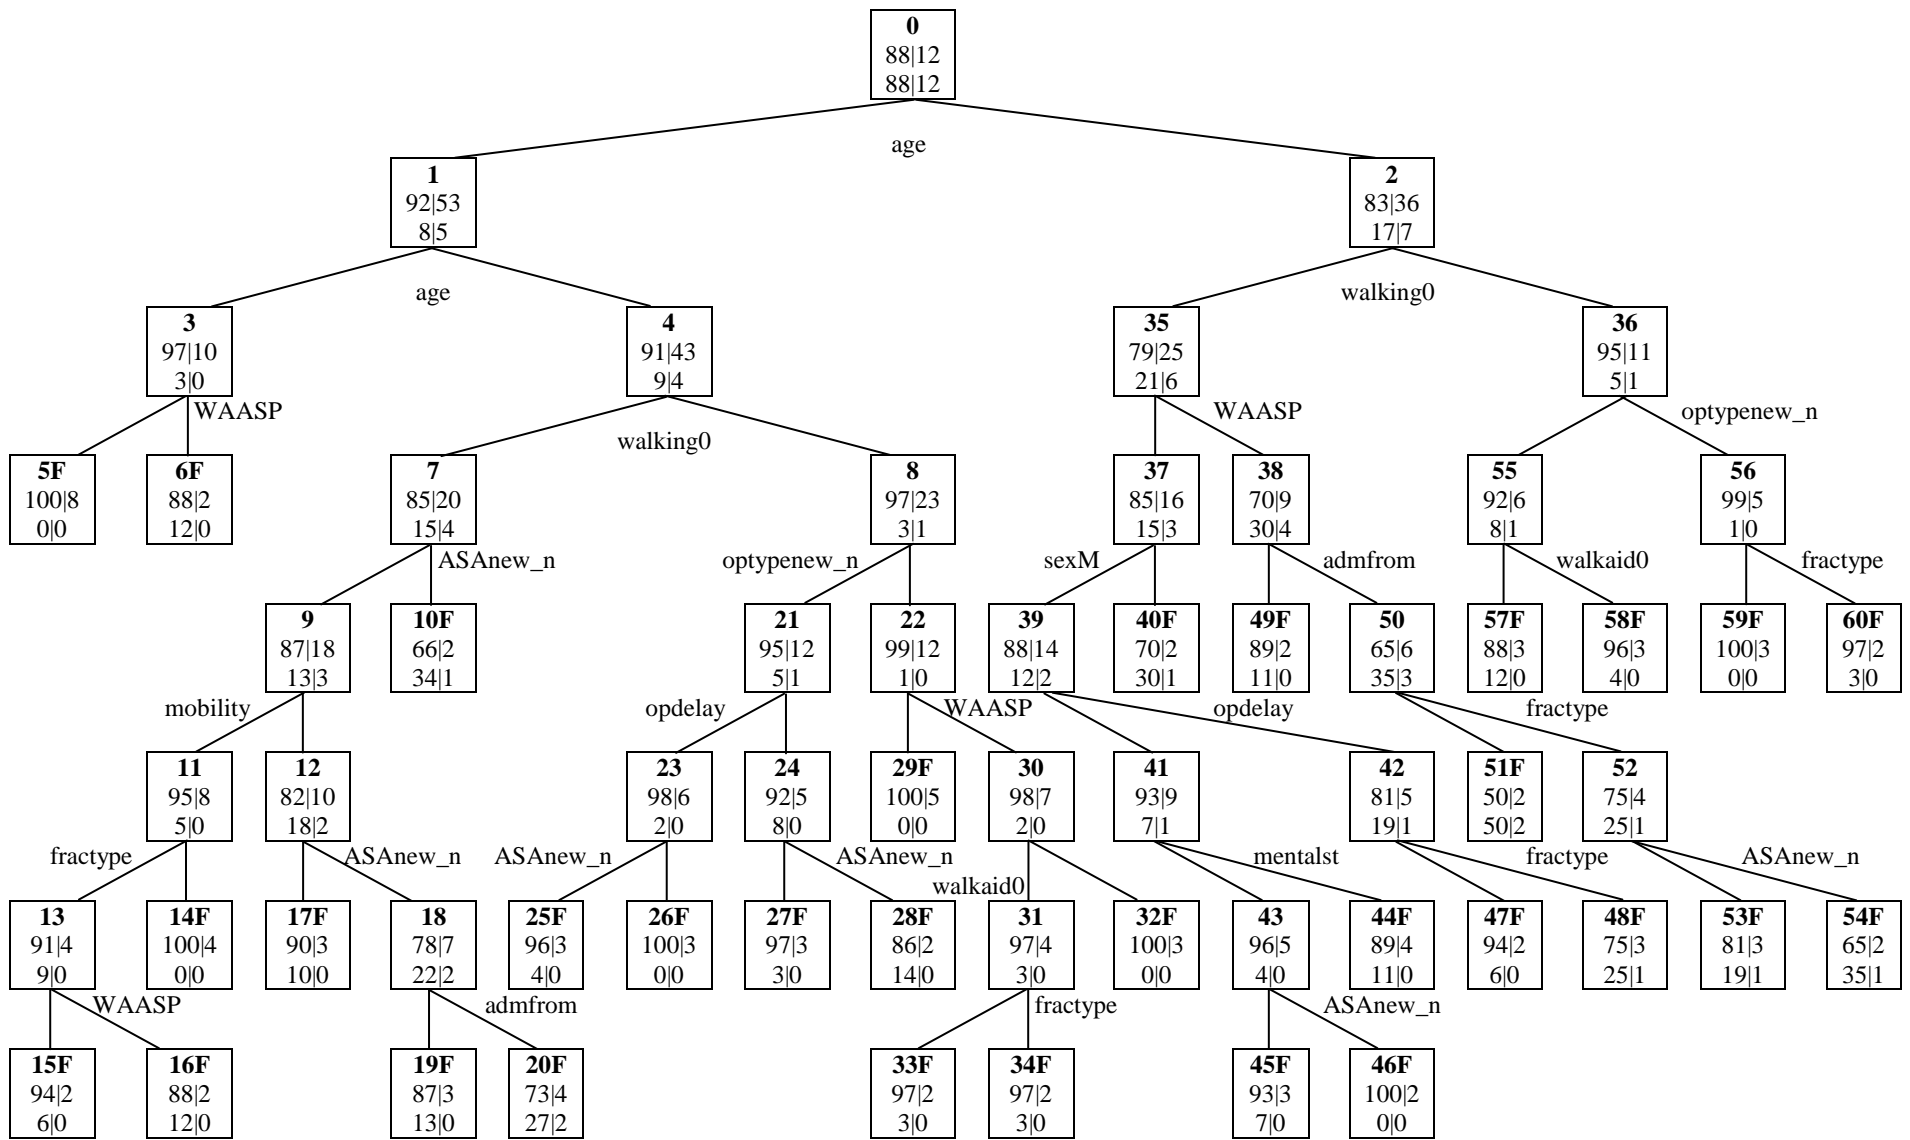 0
88|12
88|12
age
1
92|53
8|5
2
83|36
17|7
age
walking0
3
97|10
3|0
4
91|43
9|4
35
79|25
21|6
36
95|11
5|1
WAASP
walking0
WAASP
optypenew_n
5F
100|8
0|0
6F
88|2
12|0
7
85|20
15|4
8
97|23
3|1
37
85|16
15|3
38
70|9
30|4
55
92|6
8|1
56
99|5
1|0
ASAnew_n
optypenew_n
sexM
admfrom
walkaid0
fractype
9
87|18
13|3
10F
66|2
34|1
21
95|12
5|1
22
99|12
1|0
39
88|14
12|2
40F
70|2
30|1
49F
89|2
11|0
50
65|6
35|3
57F
88|3
12|0
58F
96|3
4|0
59F
100|3
0|0
60F
97|2
3|0
mobility
opdelay
WAASP
opdelay
fractype
11
95|8
5|0
12
82|10
18|2
23
98|6
2|0
24
92|5
8|0
29F
100|5
0|0
30
98|7
2|0
41
93|9
7|1
42
81|5
19|1
51F
50|2
50|2
52
75|4
25|1
fractype
ASAnew_n
ASAnew_n
ASAnew_n
walkaid0
mentalst
fractype
ASAnew_n
13
91|4
9|0
14F
100|4
0|0
17F
90|3
10|0
18
78|7
22|2
25F
96|3
4|0
26F
100|3
0|0
27F
97|3
3|0
28F
86|2
14|0
31
97|4
3|0
32F
100|3
0|0
43
96|5
4|0
44F
89|4
11|0
47F
94|2
6|0
48F
75|3
25|1
53F
81|3
19|1
54F
65|2
35|1
WAASP
admfrom
fractype
ASAnew_n
15F
94|2
6|0
16F
88|2
12|0
19F
87|3
13|0
20F
73|4
27|2
33F
97|2
3|0
34F
97|2
3|0
45F
93|3
7|0
46F
100|2
0|0